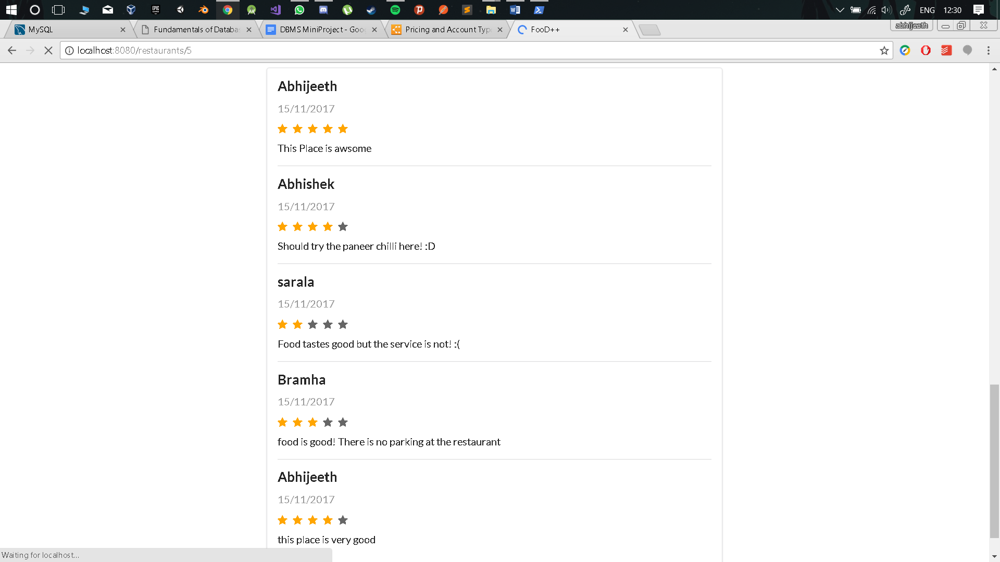 ENG 12:30
MySQL
Fundamentals of Databa
DBMS MiniProject - Goo
Pricing and Account Typ
FooD++
abhijeeth
localhost:8080/restaurants/5
Abhijeeth
15/11/2017
This Place is awsome
Abhishek
15/11/2017
Should try the paneer chilli here! :D
sarala
15/11/2017
Food tastes good but the service is not! :(
Bramha
15/11/2017
food is good! There is no parking at the restaurant
Abhijeeth
15/11/2017
this place is very good
Waiting for localhost...